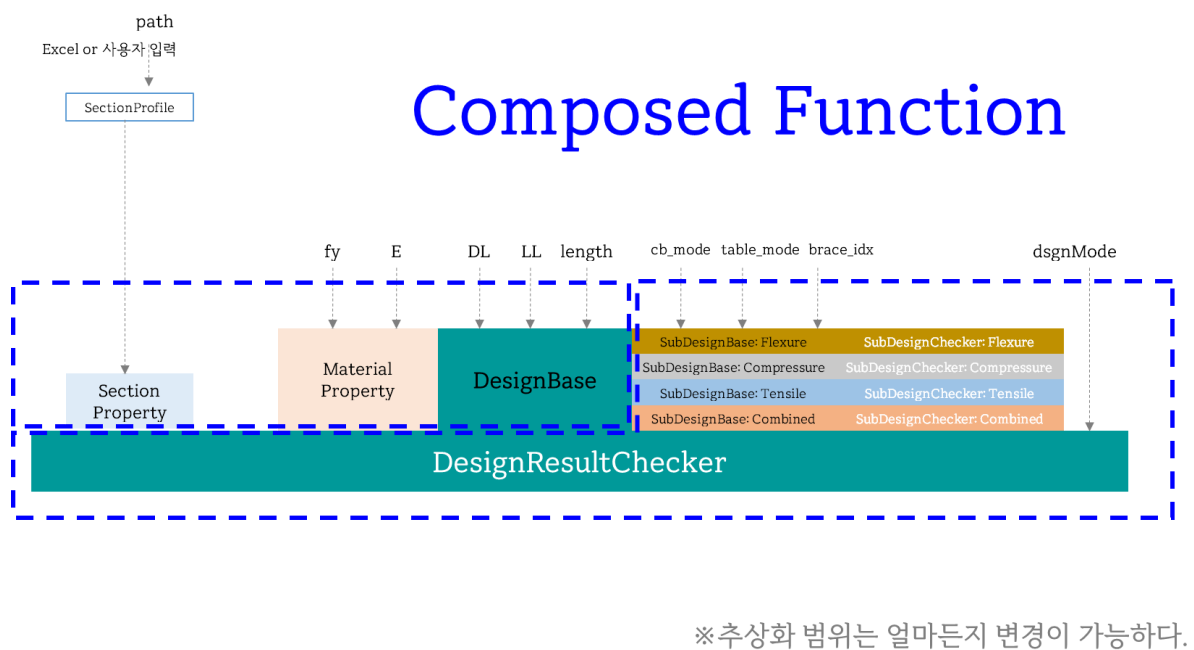 path
Excel or 사용자 입력
SectionProfile
Composed Function
fy
E
DL
LL
length
cb_mode
table_mode
brace_idx
dsgnMode
Section
Property
Material
Property
DesignBase
SubDesignBase: Flexure
SubDesignChecker: Flexure
SubDesignBase: Compressure
SubDesignChecker: Compressure
SubDesignBase: Tensile
SubDesignChecker: Tensile
SubDesignBase: Combined
SubDesignChecker: Combined
DesignResultChecker
※추상화 범위는 얼마든지 변경이 가능하다.